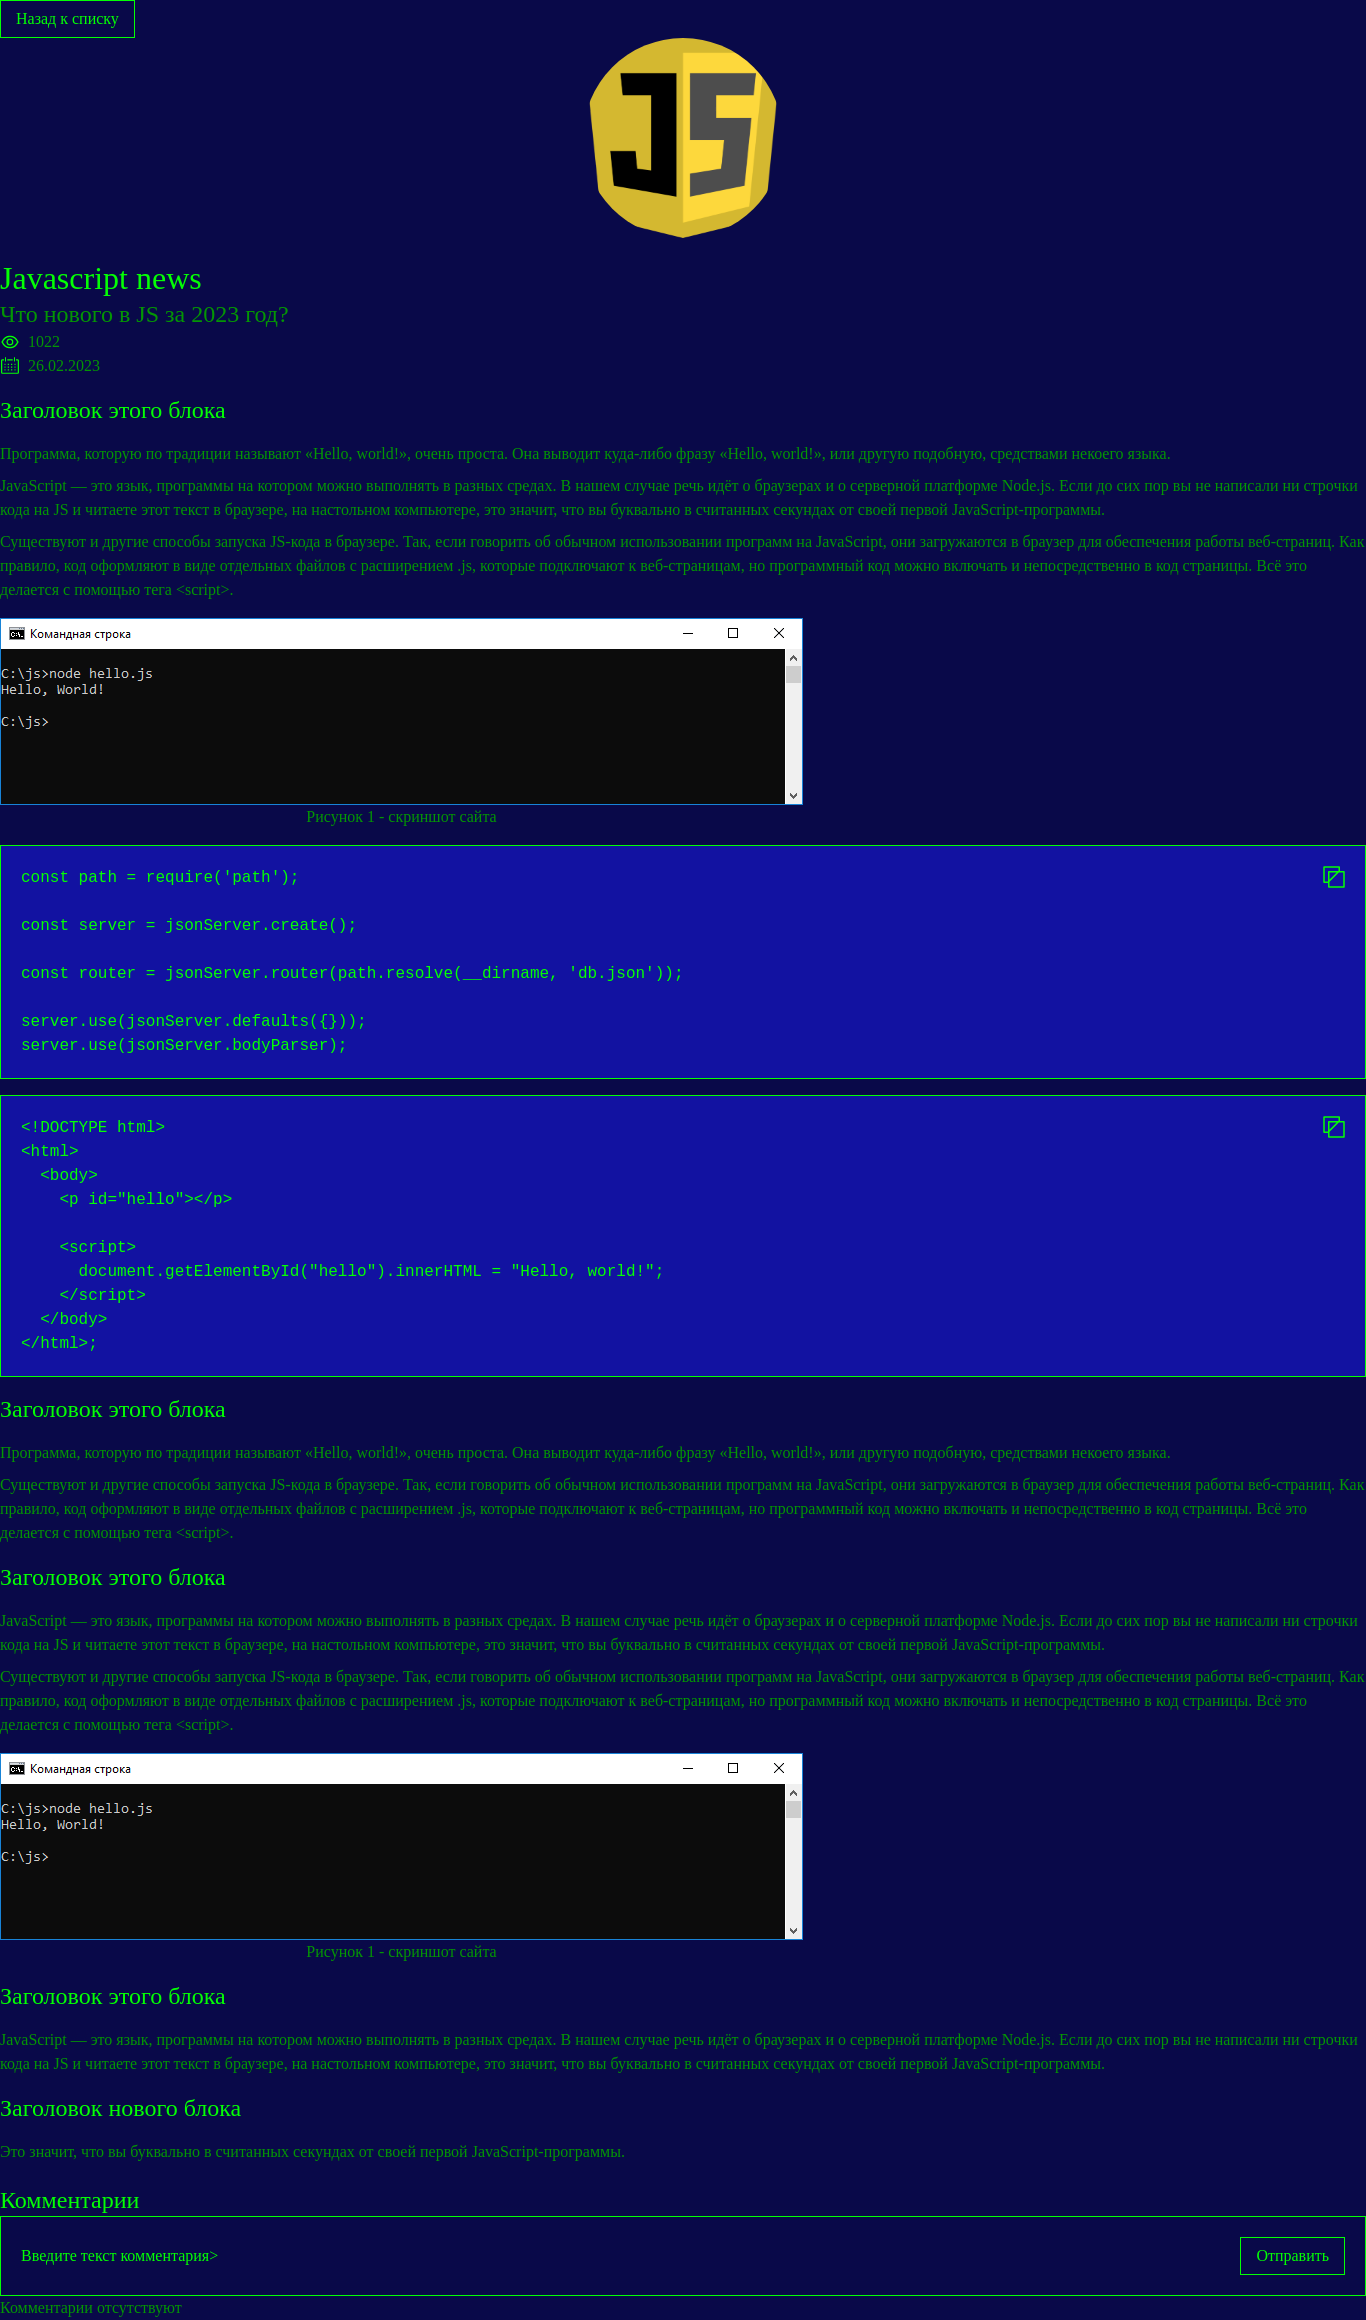 Назад к списку
JS
Javascript news
Что нового в JS за 2023 год?
1022
26.02.2023
Заголовок этого блока
Программа, которую по традиции называют «Hello, world!», очень проста. Она выводит куда-либо фразу «Hello, world!», или другую подобную, средствами некоего языка.
JavaScript — это язык, программы на котором можно выполнять в разных средах. В нашем случае речь идёт о браузерах и о серверной платформе Node.js. Если до сих пор вы не написали ни строчки
кода на JS и читаете этот текст в браузере, на настольном компьютере, это значит, что вы буквально в считанных секундах от своей первой JavaScript-программы.
Существуют и другие способы запуска JS-кода в браузере. Так, если говорить об обычном использовании программ на JavaScript, они загружаются в браузер для обеспечения работы веб-страниц. Как
правило, код оформляют в виде отдельных файлов с расширением .js, которые подключают к веб-страницам, но программный код можно включать и непосредственно в код страницы. Всё это
делается с помощью тега <script>.
Командная строка
C:\js>node hello.js
Hello, World!
C:\js>
Рисунок 1 - скриншот сайта
const path = require('path');
const server = jsonServer.create();
const router = jsonServer.router(path.resolve(__dirname, 'db.json'));
server.use(jsonServer.defaults({}));
server.use(jsonServer.bodyParser);
<!DOCTYPE html>
<html>
  <body>
    <p id="hello"></p>
    <script>
      document.getElementById("hello").innerHTML = "Hello, world!";
    </script>
  </body>
</html>;
Заголовок этого блока
Программа, которую по традиции называют «Hello, world!», очень проста. Она выводит куда-либо фразу «Hello, world!», или другую подобную, средствами некоего языка.
Существуют и другие способы запуска JS-кода в браузере. Так, если говорить об обычном использовании программ на JavaScript, они загружаются в браузер для обеспечения работы веб-страниц. Как
правило, код оформляют в виде отдельных файлов с расширением .js, которые подключают к веб-страницам, но программный код можно включать и непосредственно в код страницы. Всё это
делается с помощью тега <script>.
Заголовок этого блока
JavaScript — это язык, программы на котором можно выполнять в разных средах. В нашем случае речь идёт о браузерах и о серверной платформе Node.js. Если до сих пор вы не написали ни строчки
кода на JS и читаете этот текст в браузере, на настольном компьютере, это значит, что вы буквально в считанных секундах от своей первой JavaScript-программы.
Существуют и другие способы запуска JS-кода в браузере. Так, если говорить об обычном использовании программ на JavaScript, они загружаются в браузер для обеспечения работы веб-страниц. Как
правило, код оформляют в виде отдельных файлов с расширением .js, которые подключают к веб-страницам, но программный код можно включать и непосредственно в код страницы. Всё это
делается с помощью тега <script>.
Командная строка
C:\js>node hello.js
Hello, World!
C:\js>
Рисунок 1 - скриншот сайта
Заголовок этого блока
JavaScript — это язык, программы на котором можно выполнять в разных средах. В нашем случае речь идёт о браузерах и о серверной платформе Node.js. Если до сих пор вы не написали ни строчки
кода на JS и читаете этот текст в браузере, на настольном компьютере, это значит, что вы буквально в считанных секундах от своей первой JavaScript-программы.
Заголовок нового блока
Это значит, что вы буквально в считанных секундах от своей первой JavaScript-программы.
Комментарии
Введите текст комментария>
Отправить
Комментарии отсутствуют